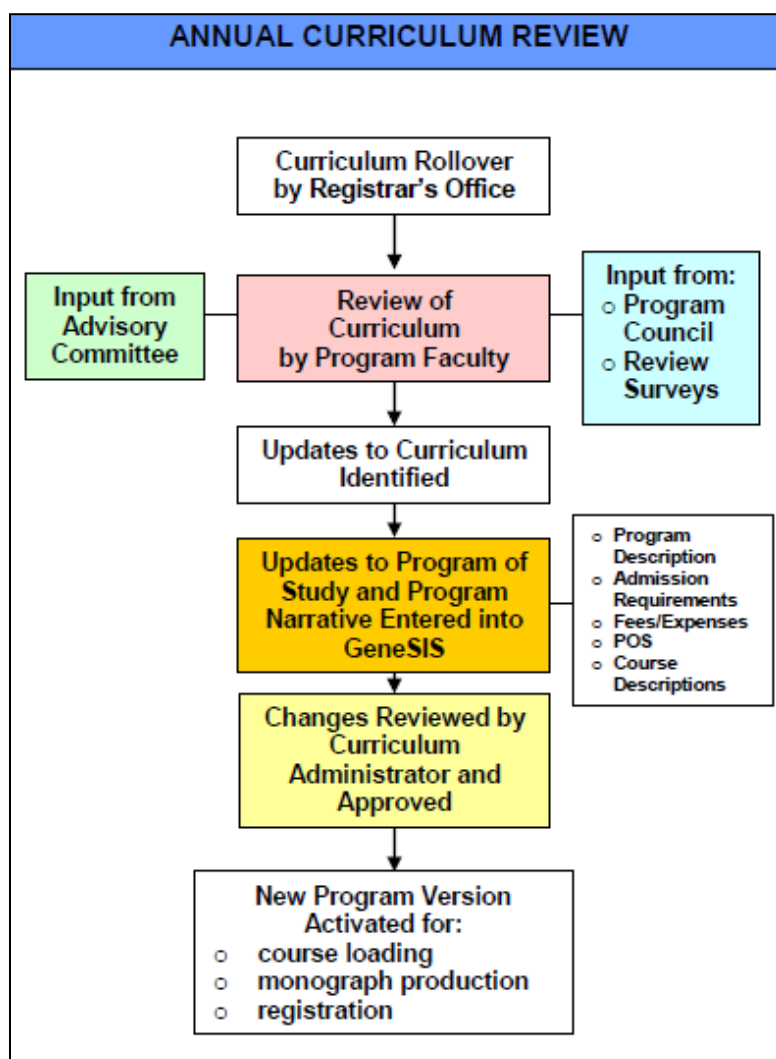 ANNUAL CURRICULUM REVIEW
Curriculum Rollover
by Registrar's Office
Input from
Advisory
Committee
Review of
Curriculum
by Program Faculty
Input from:
o Program
Council
o Review
Surveys
Updates to Curriculum
Identified
Updates to Program of
Study and Program
Narrative Entered into
GeneSIS
o Program
Description
o Admission
Requirements
o Fees/Expenses
o POS
o Course
Descriptions
Changes Reviewed by
Curriculum
Administrator and
Approved
New Program Version
Activated for:
o course loading
o monograph production
o registration